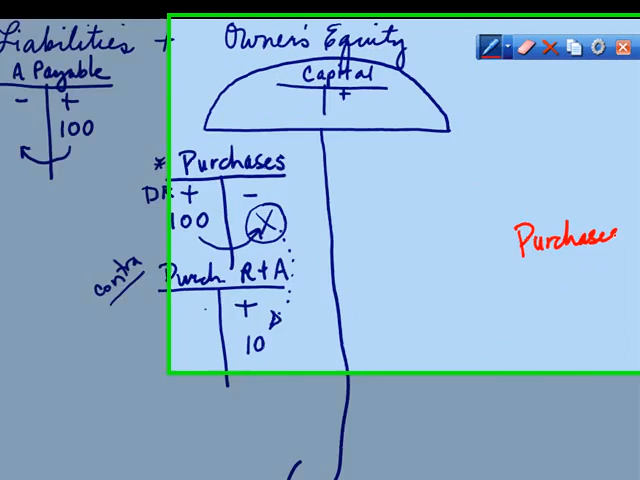 Liabilities + Owner's Equity
A Payable
- +
100
Capital
+
* Purchases
DR + -
100 X
contra
Purch R+A
+
10
Purchases